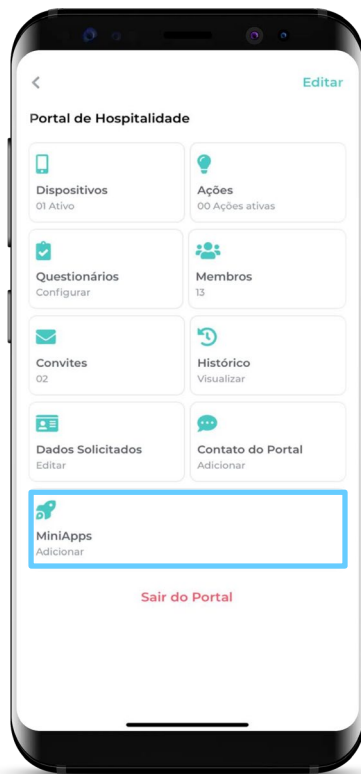 Editar
Portal de Hospitalidade
Dispositivos
01 Ativo
Ações
00 Ações ativas
Questionários
Configurar
Membros
13
Convites
02
Histórico
Visualizar
Dados Solicitados
Editar
Contato do Portal
Adicionar
MiniApps
Adicionar
Sair do Portal